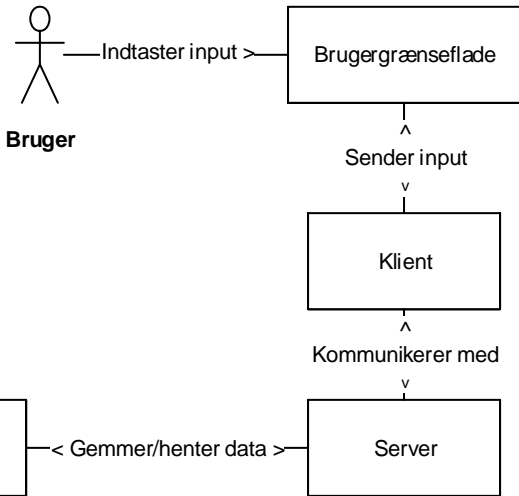 Indtaster input >
Brugergrænseflade
Bruger
^
Sender input
v
Klient
^
Kommunikerer med
v
< Gemmer/henter data >
Server